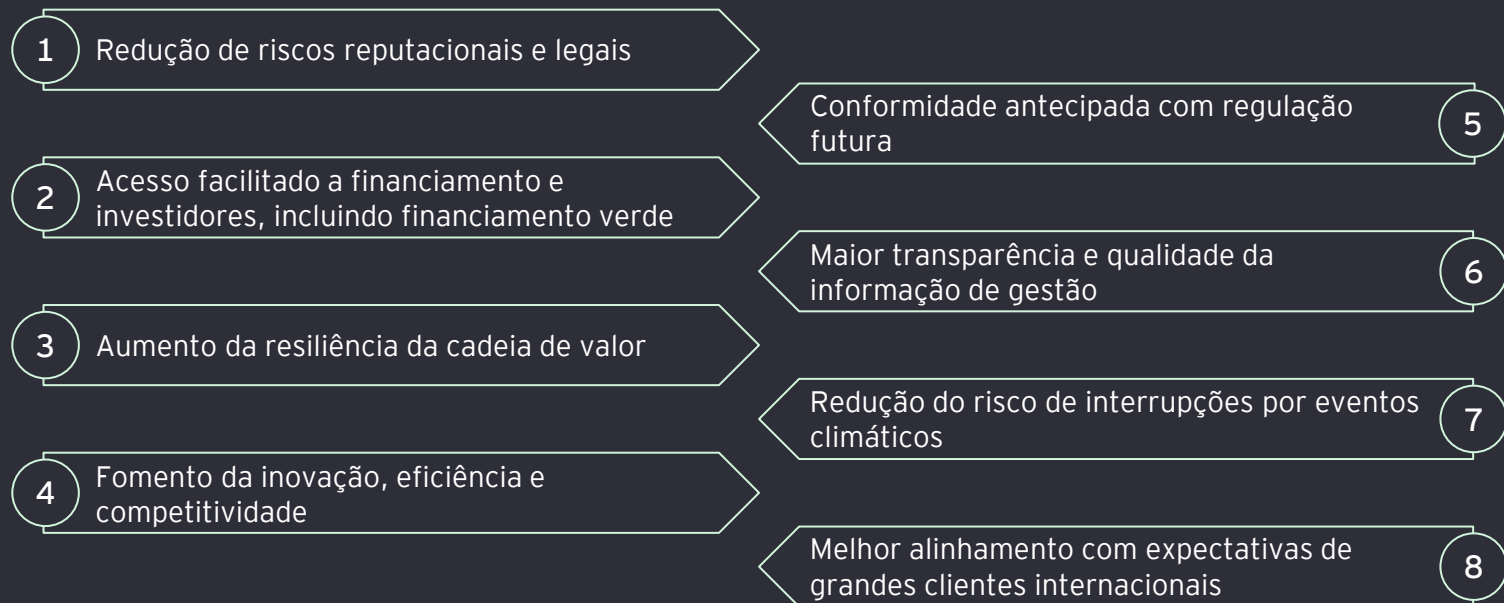 1
Redução de riscos reputacionais e legais
2
Acesso facilitado a financiamento e
investidores, incluindo financiamento verde
3
Aumento da resiliência da cadeia de valor
4
Fomento da inovação, eficiência e
competitividade
Conformidade antecipada com regulação
futura
5
Maior transparência e qualidade da
informação de gestão
6
Redução do risco de interrupções por eventos
climáticos
7
Melhor alinhamento com expectativas de
grandes clientes internacionais
8